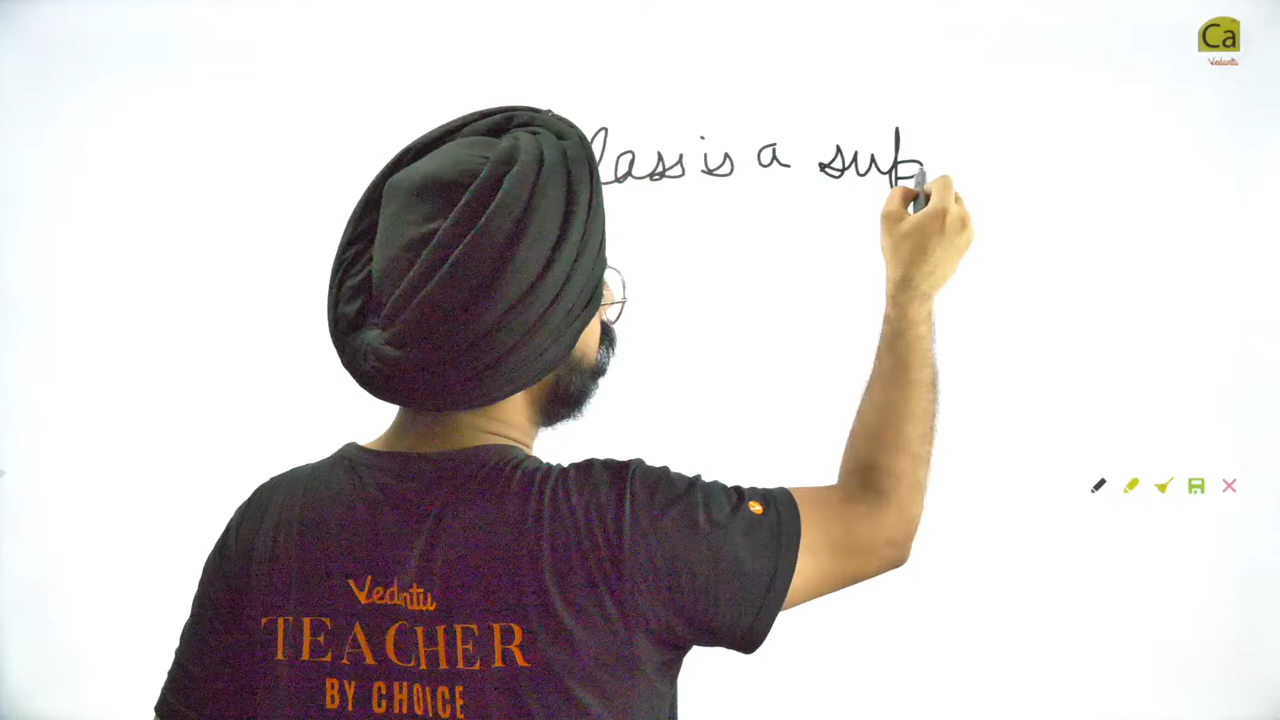 Ca
Vedantu
lass is a sup
Vedantu
TEACHER
BY CHOICE